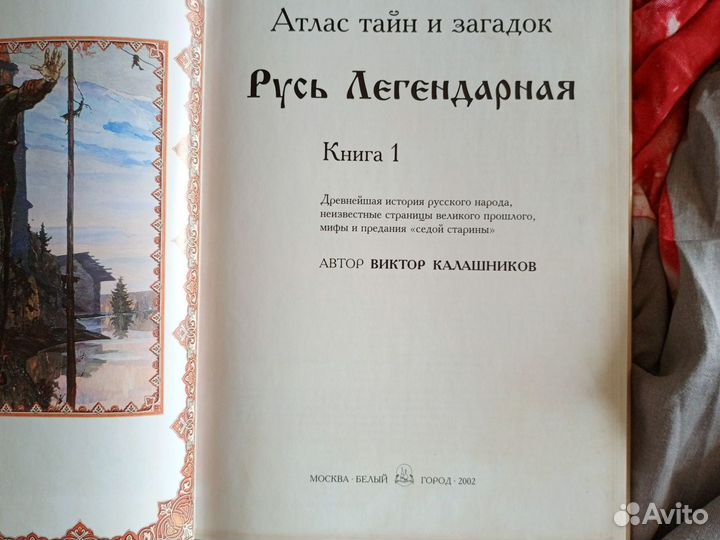 Атлас тайн и загадок
Русь Легендарная
Книга 1
Древнейшая история русского народа,
неизвестные страницы великого прошлого,
мифы и предания «седой старины»
АВТОР ВИКТОР КАЛАШНИКОВ
МОСКВА · БЕЛЫЙ ГОРОД · 2002
Avito